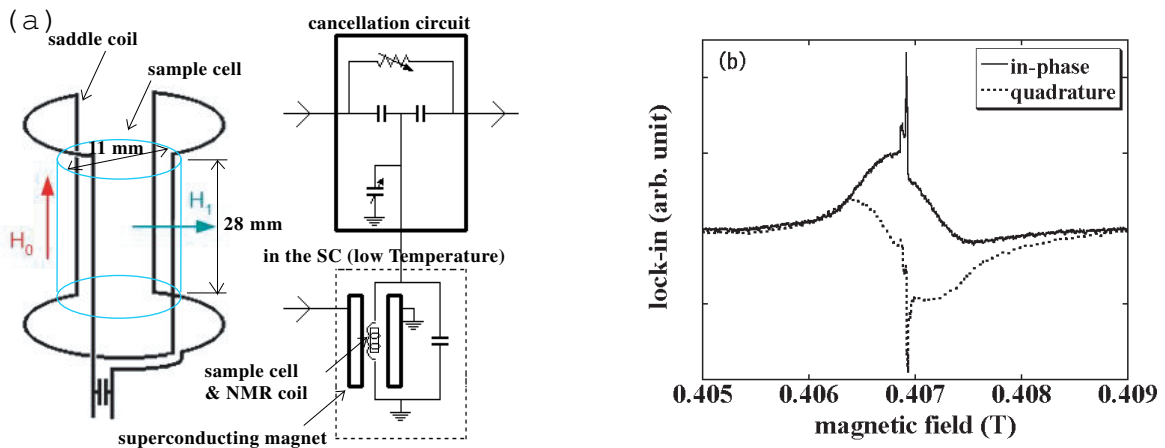 (a)
saddle coil
sample cell
11 mm
H0
H1
28 mm
cancellation circuit
in the SC (low Temperature)
sample cell
& NMR coil
superconducting magnet
(b)
in-phase
quadrature
lock-in (arb. unit)
0.405 0.406 0.407 0.408 0.409
magnetic field (T)